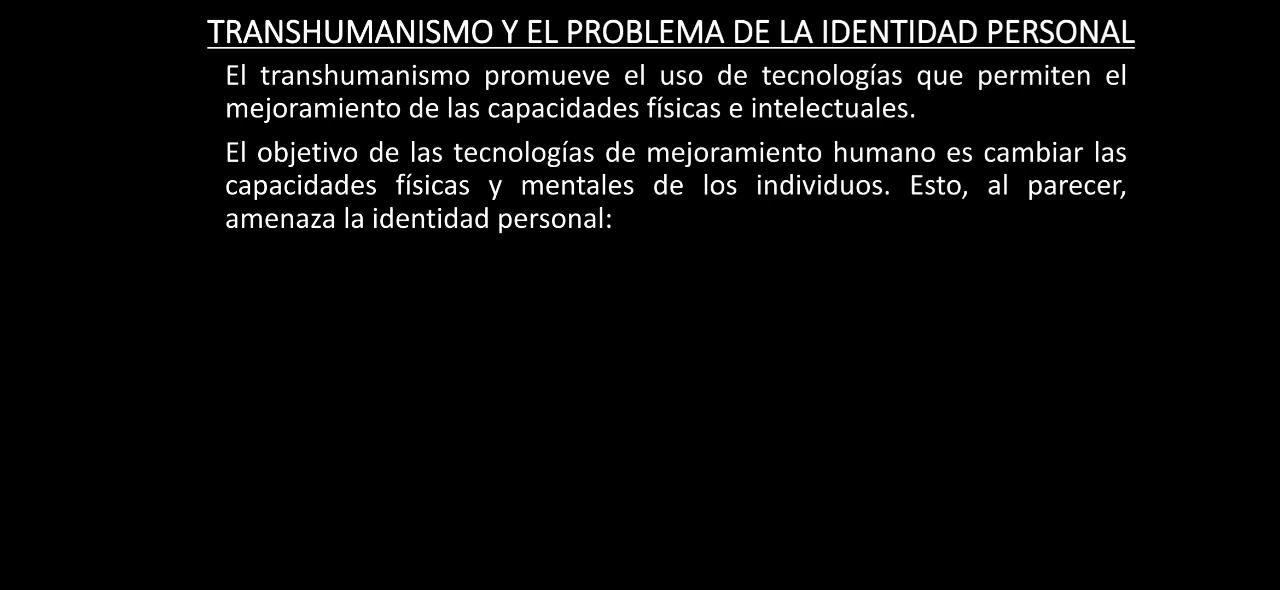 TRANSHUMANISMO Y EL PROBLEMA DE LA IDENTIDAD PERSONAL
El transhumanismo promueve el uso de tecnologías que permiten el
mejoramiento de las capacidades físicas e intelectuales.
El objetivo de las tecnologías de mejoramiento humano es cambiar las
capacidades físicas y mentales de los individuos. Esto, al parecer,
amenaza la identidad personal: